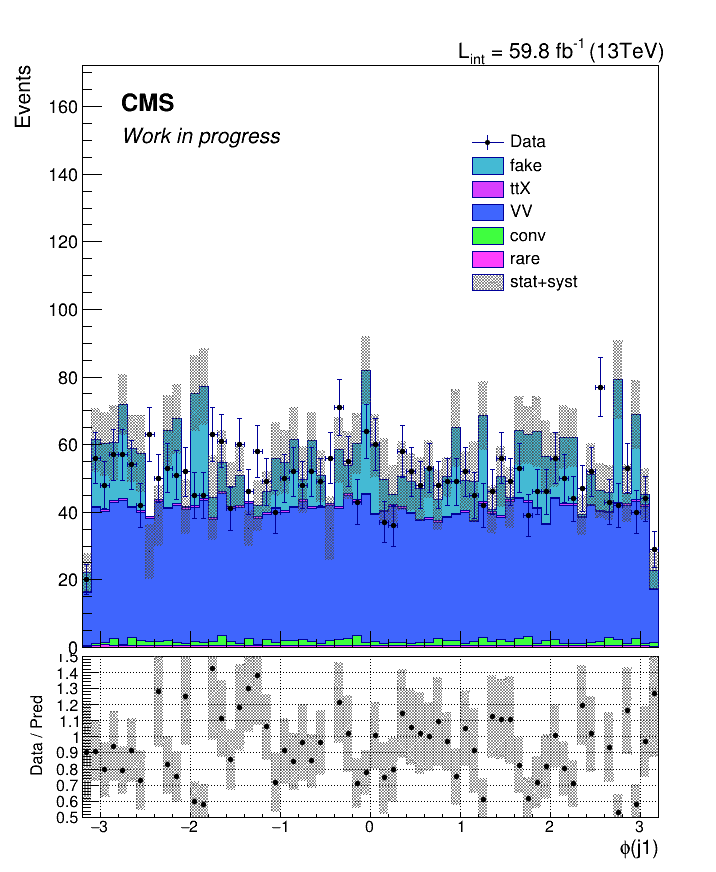 L_int = 59.8 fb^-1 (13TeV)
Events
CMS
Work in progress
Data
fake
ttX
VV
conv
rare
stat+syst
160
140
120
100
80
60
40
20
0
Data / Pred
1.5
1.4
1.3
1.2
1.1
1
0.9
0.8
0.7
0.6
0.5
−3 −2 −1 0 1 2 3
ϕ(j1)